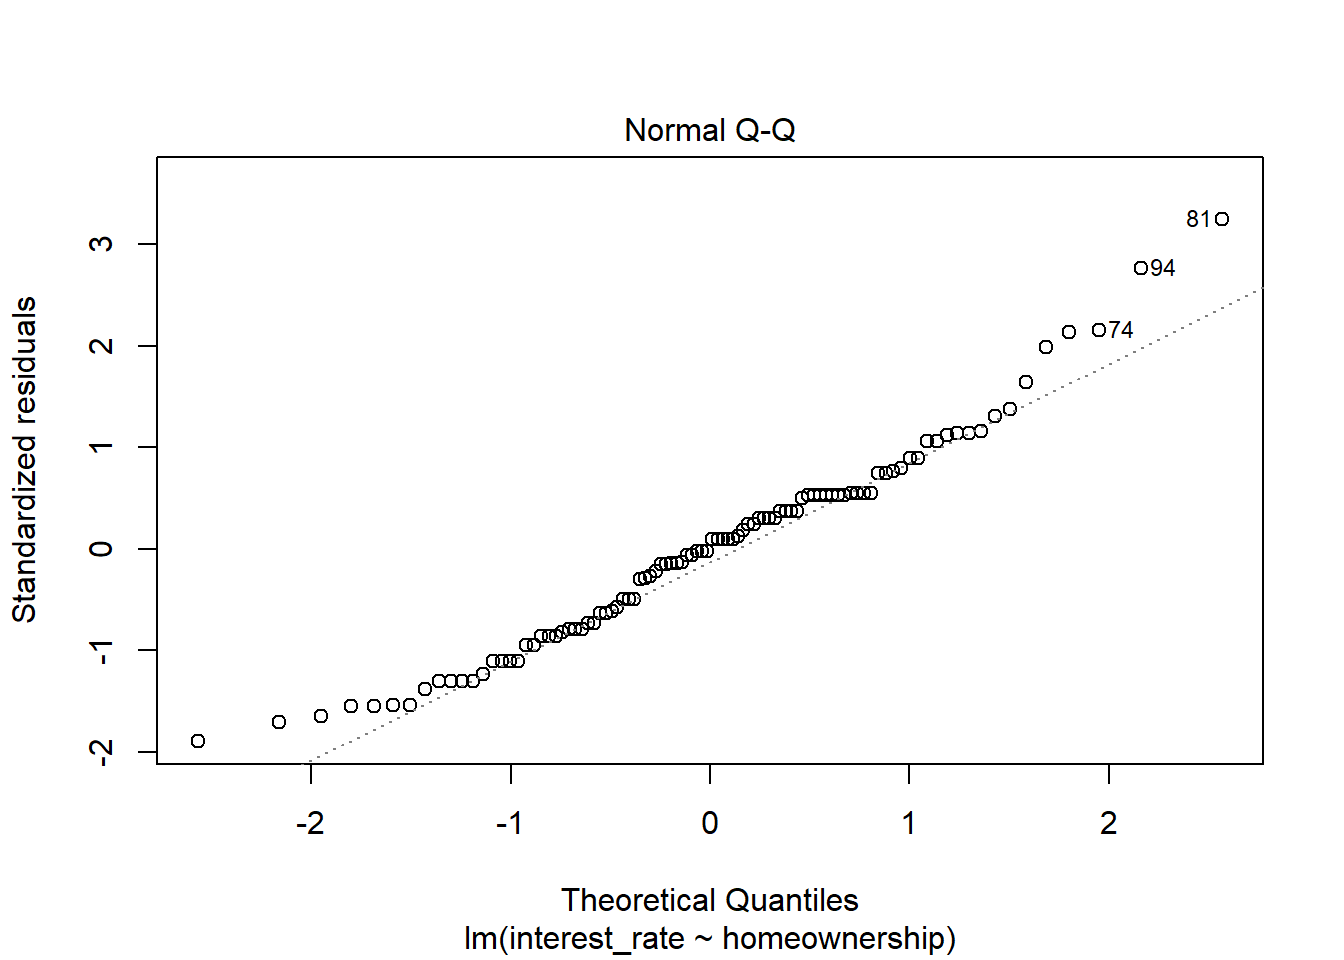 Normal Q-Q
Standardized residuals
3
2
1
0
-1
-2
81
94
74
-2 -1 0 1 2
Theoretical Quantiles
lm(interest_rate ~ homeownership)